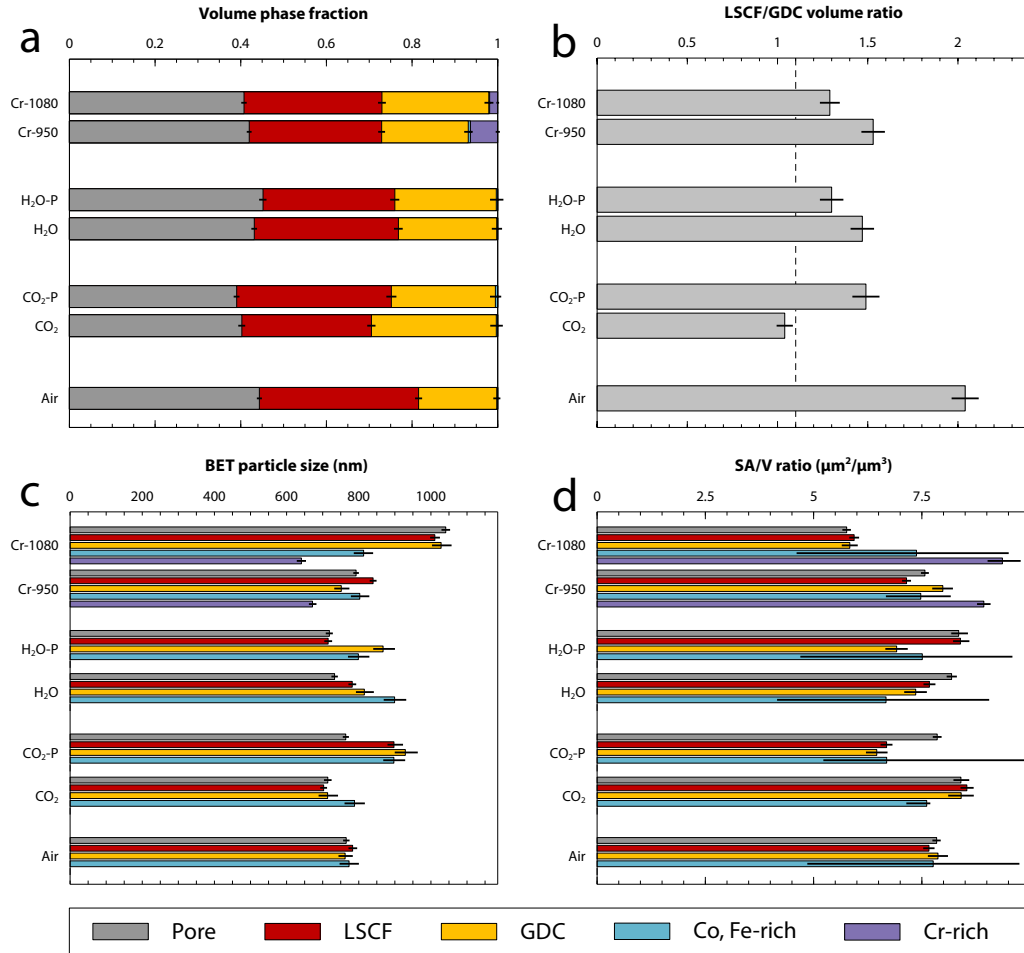 Volume phase fraction
a
0 0.2 0.4 0.6 0.8 1
Cr-1080
Cr-950
H₂O-P
H₂O
CO₂-P
CO₂
Air
LSCF/GDC volume ratio
b
0 0.5 1 1.5 2
Cr-1080
Cr-950
H₂O-P
H₂O
CO₂-P
CO₂
Air
BET particle size (nm)
c
0 200 400 600 800 1000
Cr-1080
Cr-950
H₂O-P
H₂O
CO₂-P
CO₂
Air
SA/V ratio (µm²/µm³)
d
0 2.5 5 7.5
Cr-1080
Cr-950
H₂O-P
H₂O
CO₂-P
CO₂
Air
Pore LSCF GDC Co, Fe-rich Cr-rich